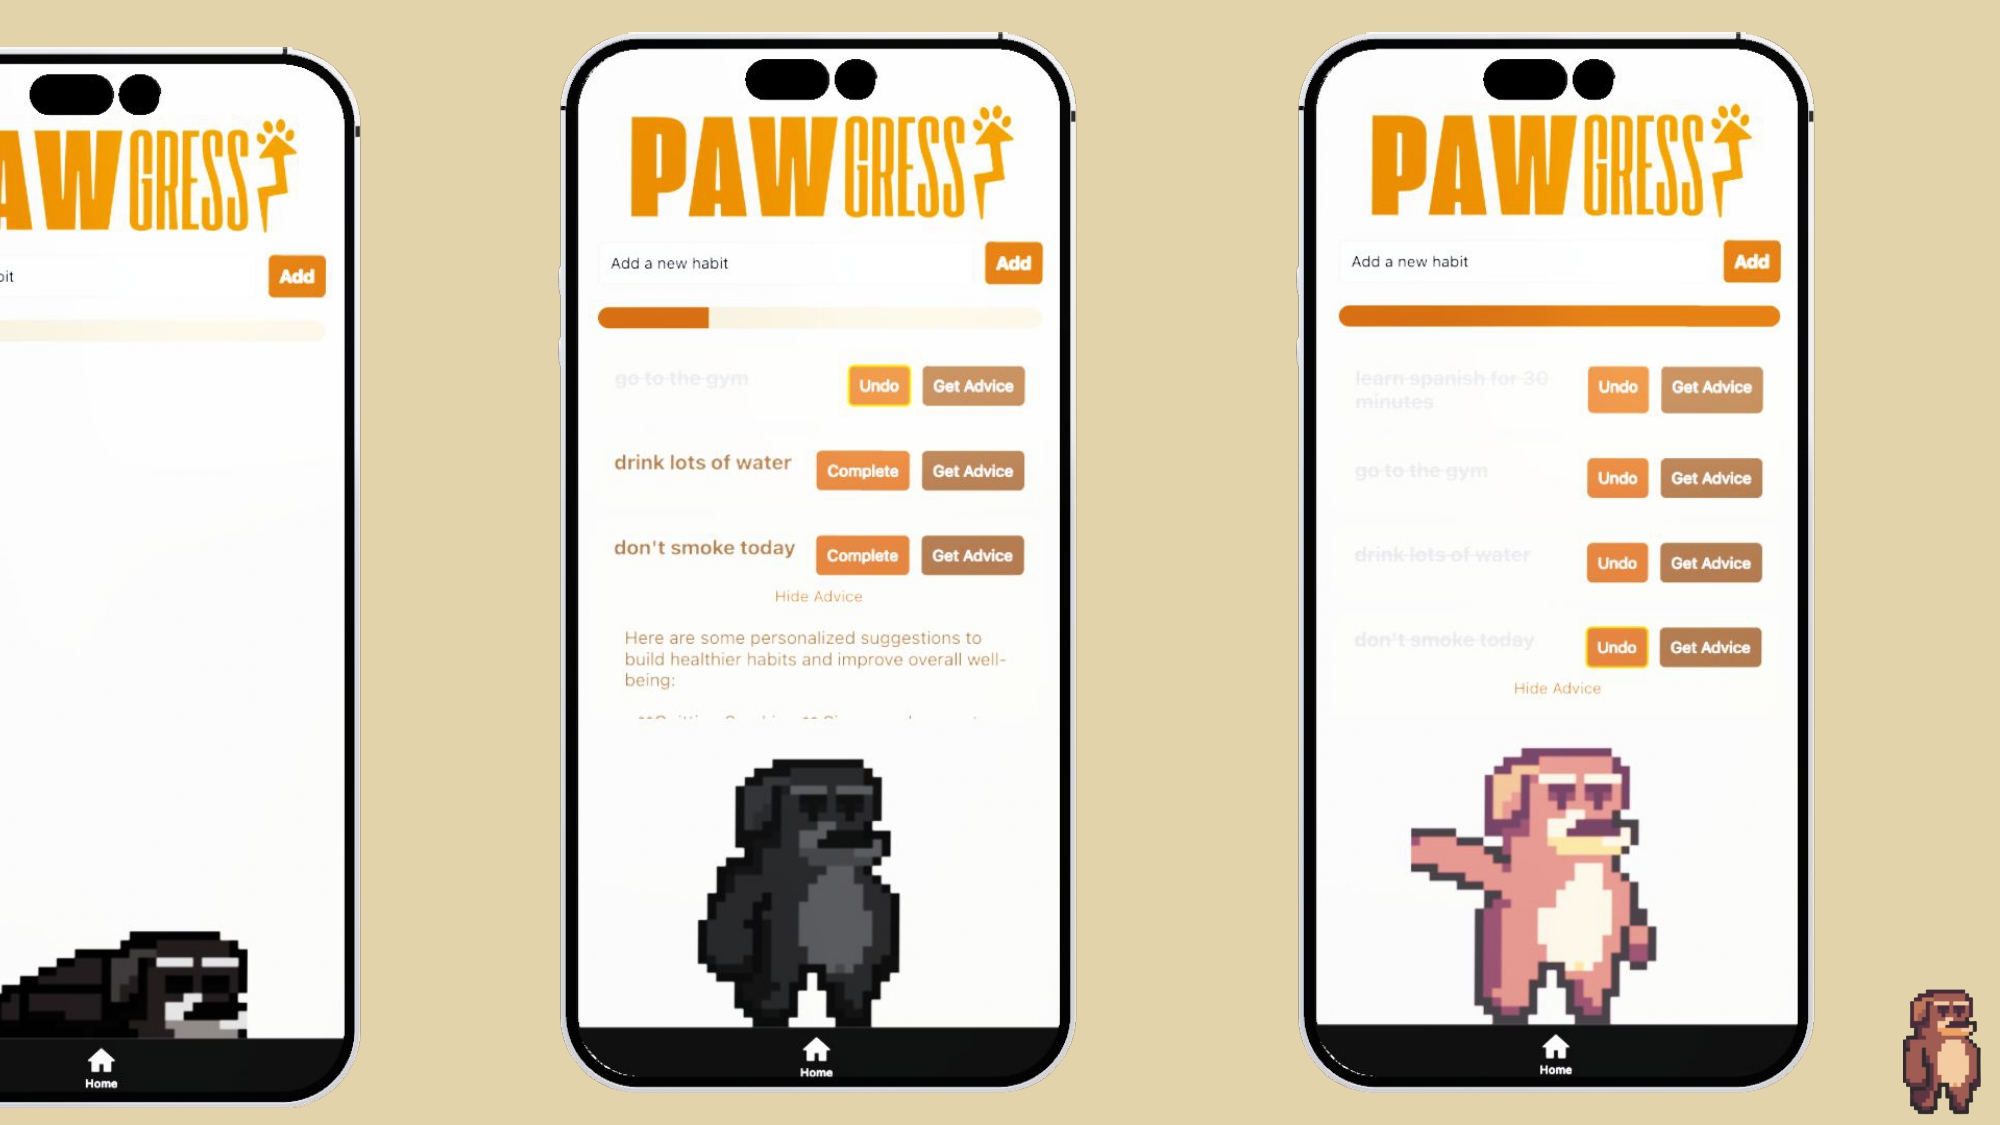 AWGRESS
bit
Add
Home
PAWGRESS
Add a new habit
Add
go to the gym
Undo
Get Advice
drink lots of water
Complete
Get Advice
don't smoke today
Complete
Get Advice
Hide Advice
Here are some personalized suggestions to
build healthier habits and improve overall well-
being:
Home
PAWGRESS
Add a new habit
Add
learn spanish for 30
minutes
Undo
Get Advice
go to the gym
Undo
Get Advice
drink lots of water
Undo
Get Advice
don't smoke today
Undo
Get Advice
Hide Advice
Home